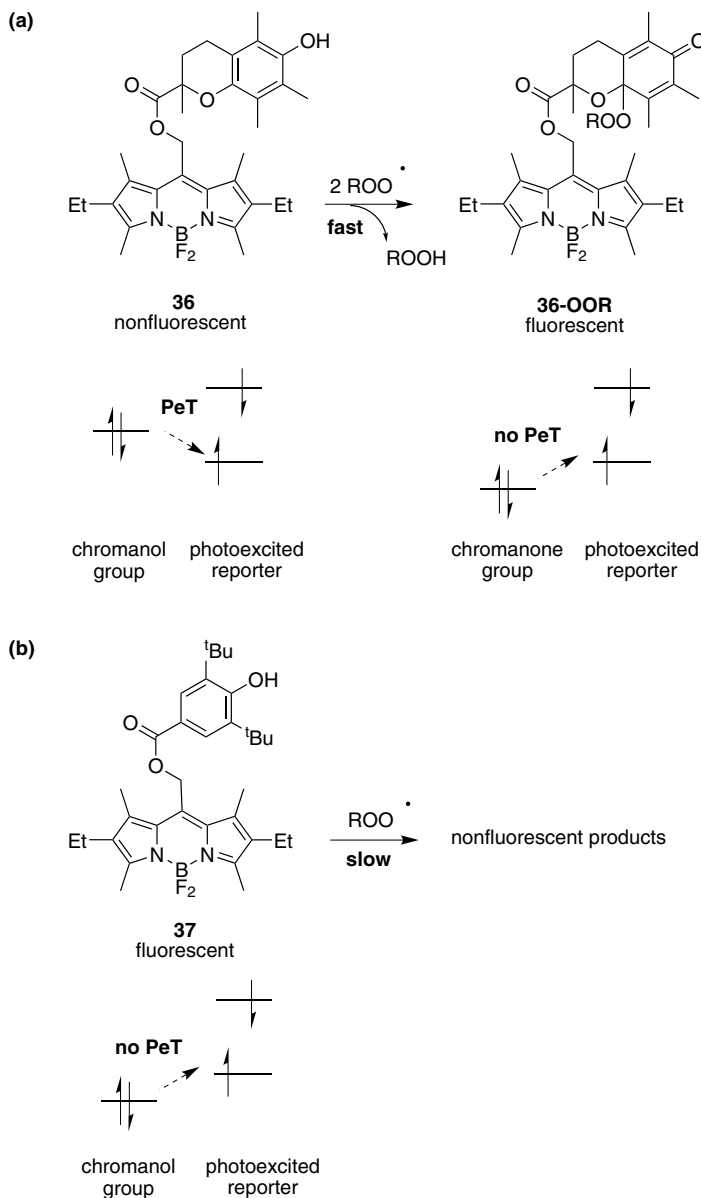 (a)
OH
O
O
O
Et
N
N
Et
B
F2
36
nonfluorescent
2 ROO •
fast
ROOH
O
O
O
ROO
O
Et
N
N
Et
B
F2
36-OOR
fluorescent
PeT
chromanol group
photoexcited reporter
no PeT
chromanone group
photoexcited reporter
(b)
tBu
OH
O
tBu
O
Et
N
N
Et
B
F2
37
fluorescent
ROO •
slow
nonfluorescent products
no PeT
chromanol group
photoexcited reporter